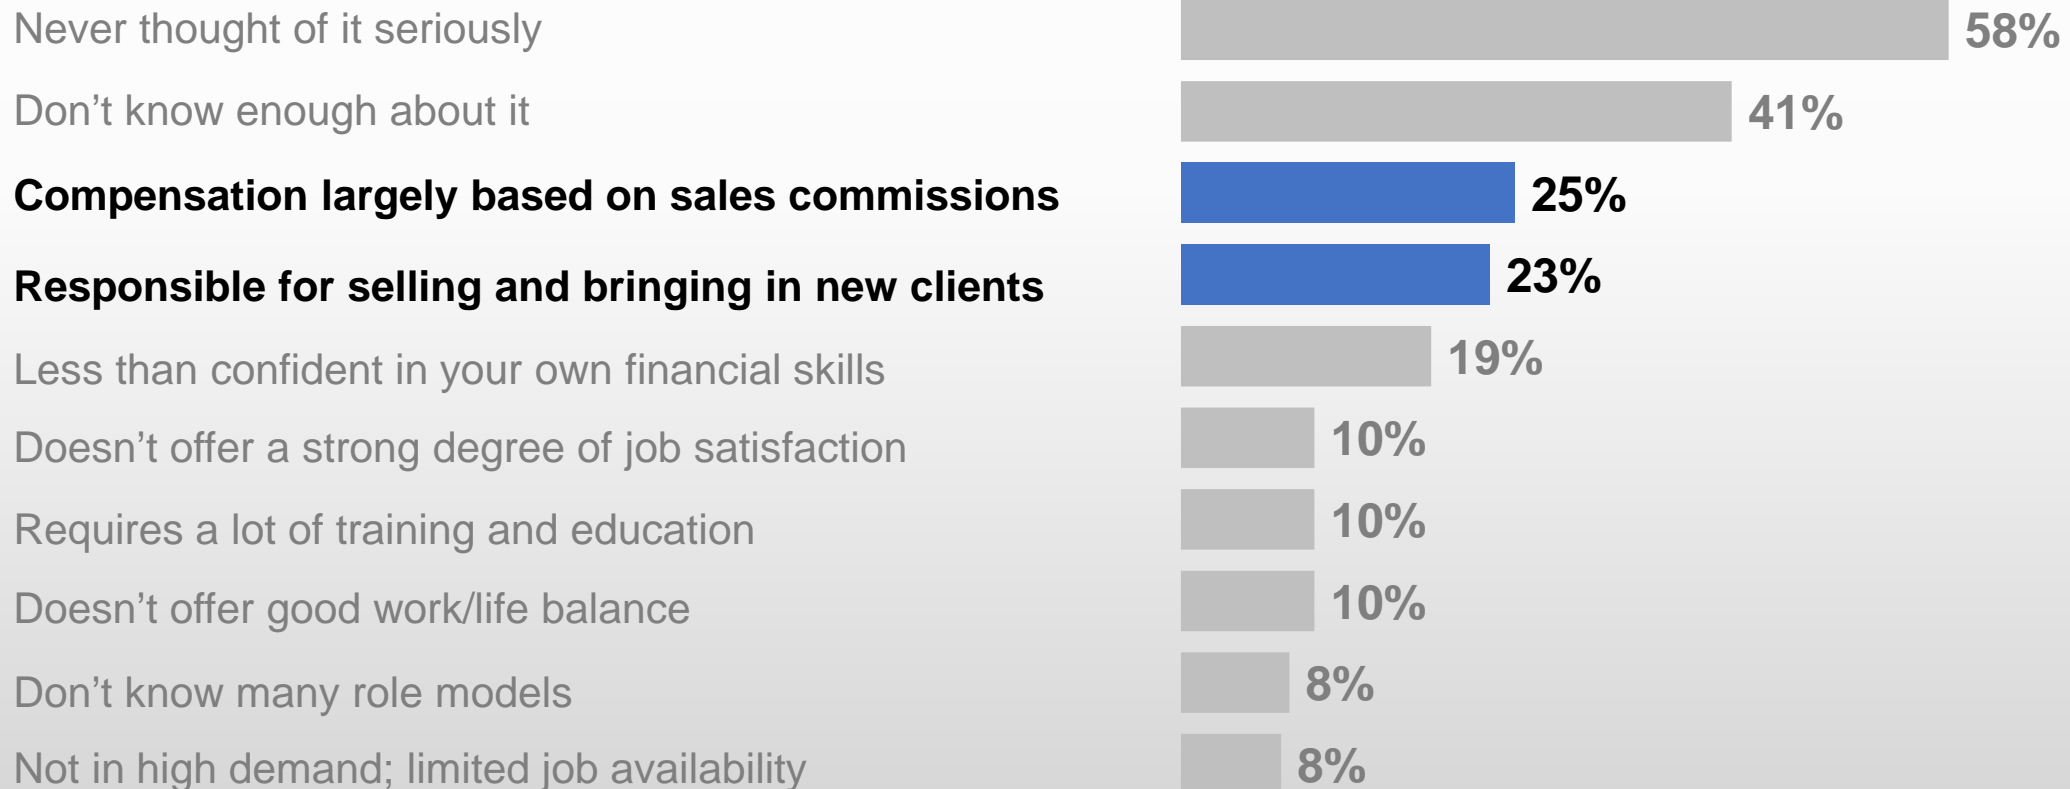 Never thought of it seriously 58%
Don’t know enough about it 41%
Compensation largely based on sales commissions 25%
Responsible for selling and bringing in new clients 23%
Less than confident in your own financial skills 19%
Doesn’t offer a strong degree of job satisfaction 10%
Requires a lot of training and education 10%
Doesn’t offer good work/life balance 10%
Don’t know many role models 8%
Not in high demand; limited job availability 8%